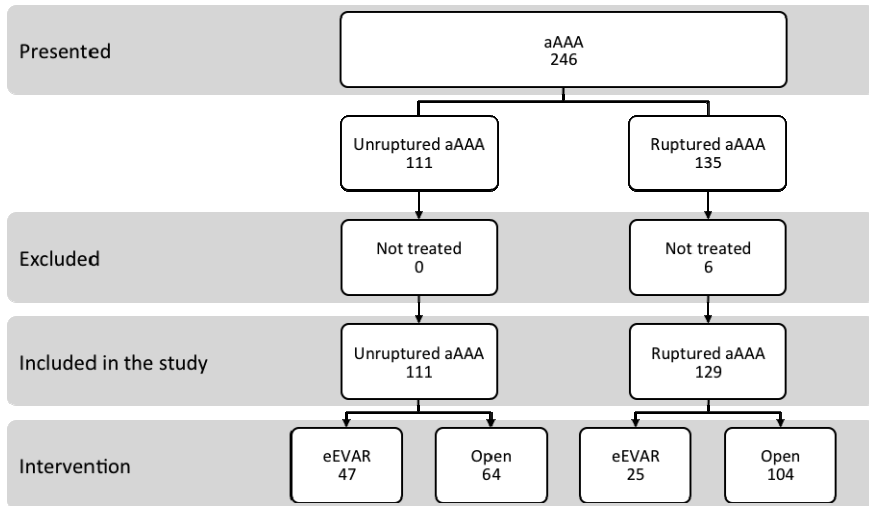 Presented
aAAA
246
Unruptured aAAA
111
Ruptured aAAA
135
Excluded
Not treated
0
Not treated
6
Included in the study
Unruptured aAAA
111
Ruptured aAAA
129
Intervention
eEVAR
47
Open
64
eEVAR
25
Open
104